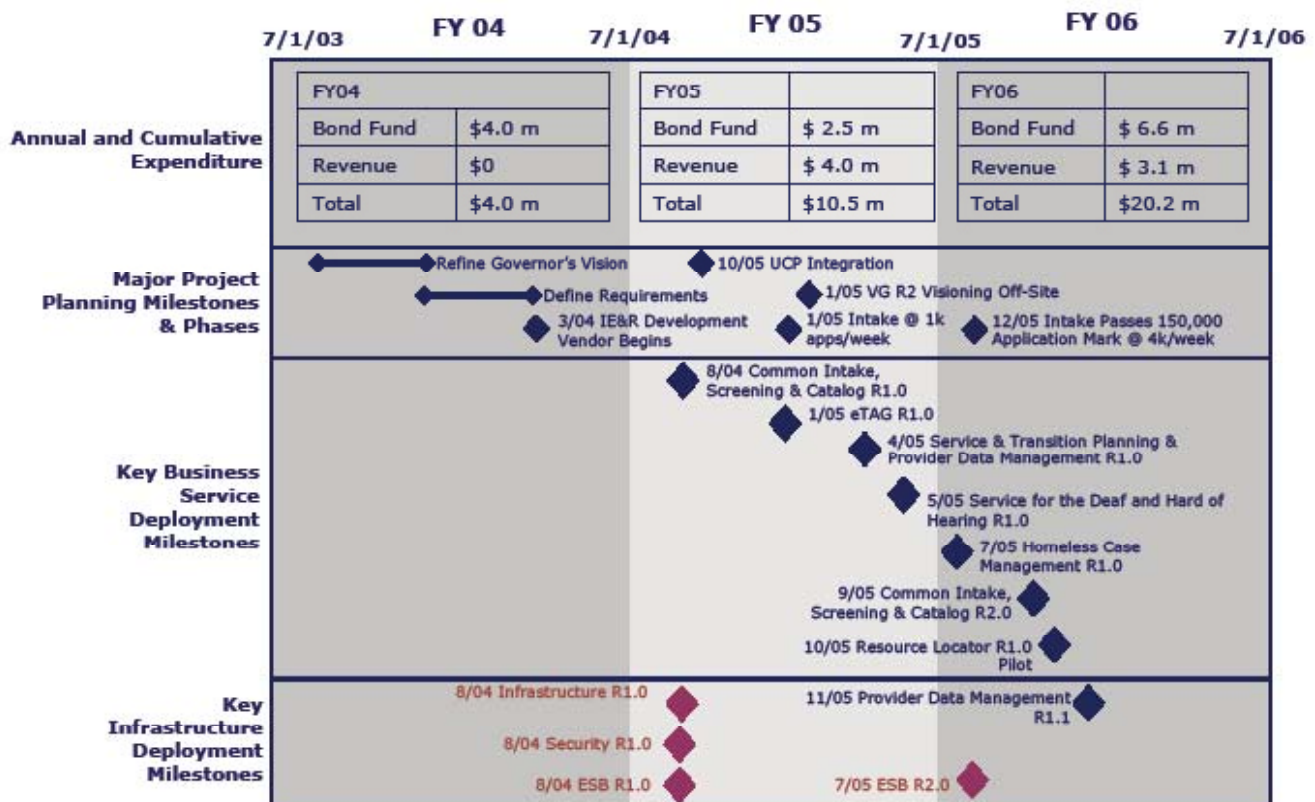 FY 04
FY 05
FY 06
7/1/03
7/1/04
7/1/05
7/1/06
Annual and Cumulative
Expenditure
FY04
Bond Fund $4.0 m
Revenue $0
Total $4.0 m
FY05
Bond Fund $ 2.5 m
Revenue $ 4.0 m
Total $10.5 m
FY06
Bond Fund $ 6.6 m
Revenue $ 3.1 m
Total $20.2 m
Major Project
Planning Milestones
& Phases
Refine Governor's Vision
Define Requirements
3/04 IE&R Development
Vendor Begins
10/05 UCP Integration
1/05 VG R2 Visioning Off-Site
1/05 Intake @ 1k
apps/week
12/05 Intake Passes 150,000
Application Mark @ 4k/week
Key Business
Service
Deployment
Milestones
8/04 Common Intake,
Screening & Catalog R1.0
1/05 eTAG R1.0
4/05 Service & Transition Planning &
Provider Data Management R1.0
5/05 Service for the Deaf and Hard of
Hearing R1.0
7/05 Homeless Case
Management R1.0
9/05 Common Intake,
Screening & Catalog R2.0
10/05 Resource Locator R1.0
Pilot
Key
Infrastructure
Deployment
Milestones
8/04 Infrastructure R1.0
8/04 Security R1.0
8/04 ESB R1.0
11/05 Provider Data Management
R1.1
7/05 ESB R2.0